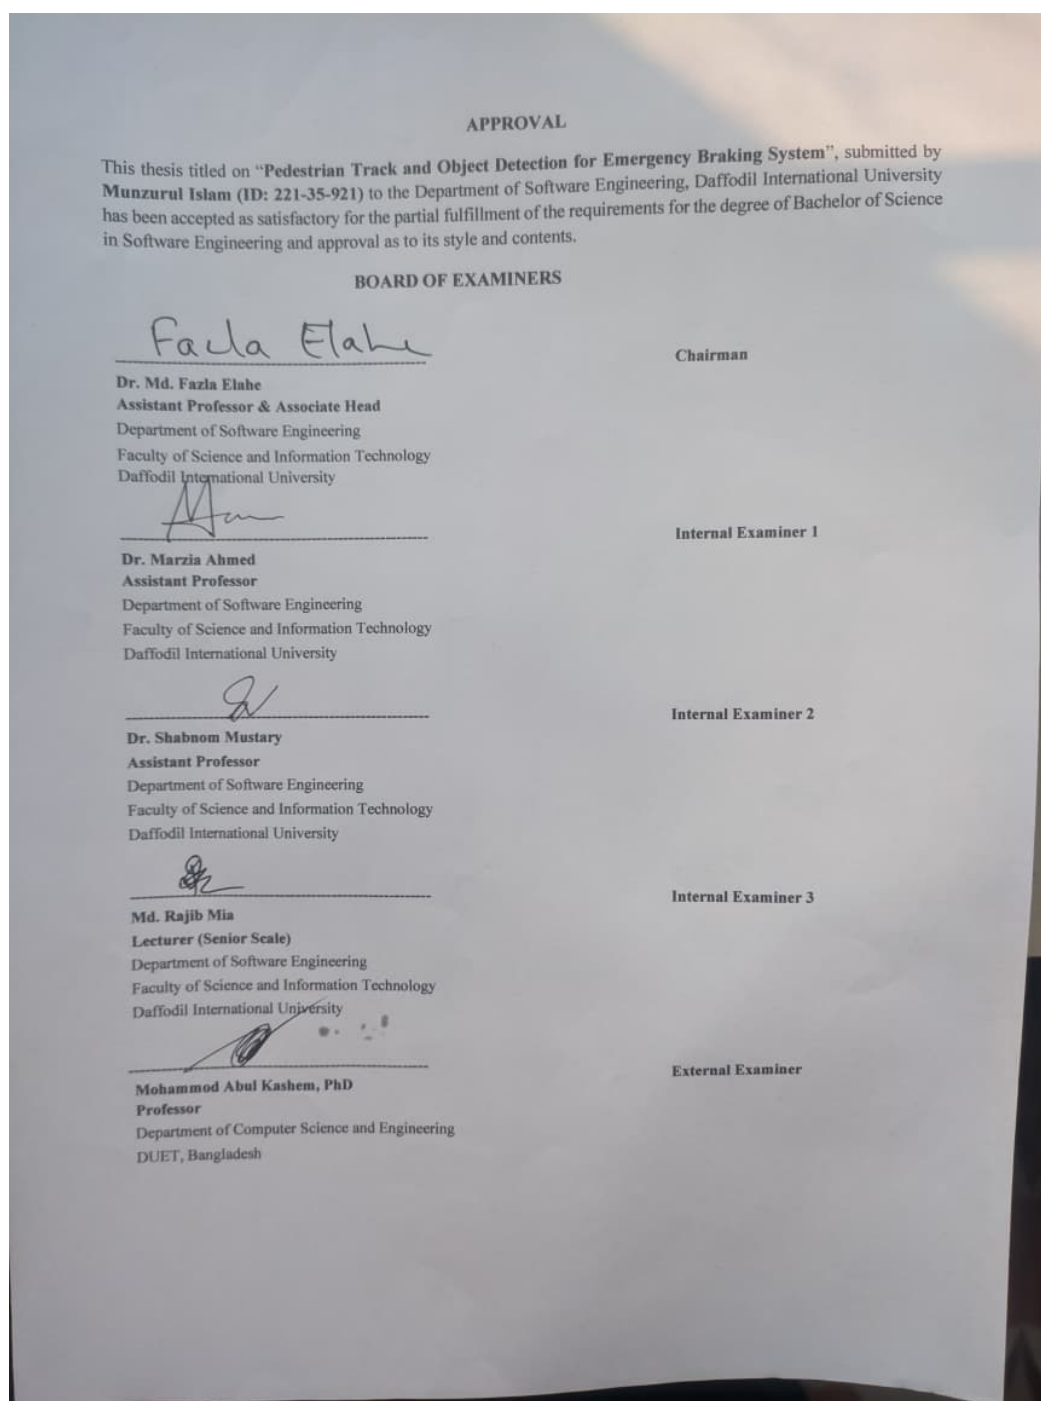 APPROVAL
This thesis titled on “Pedestrian Track and Object Detection for Emergency Braking System”, submitted by
Munzurul Islam (ID: 221-35-921) to the Department of Software Engineering, Daffodil International University
has been accepted as satisfactory for the partial fulfillment of the requirements for the degree of Bachelor of Science
in Software Engineering and approval as to its style and contents.
BOARD OF EXAMINERS
Fazla Elahe
Chairman
Dr. Md. Fazla Elahe
Assistant Professor & Associate Head
Department of Software Engineering
Faculty of Science and Information Technology
Daffodil International University
Internal Examiner 1
Dr. Marzia Ahmed
Assistant Professor
Department of Software Engineering
Faculty of Science and Information Technology
Daffodil International University
Internal Examiner 2
Dr. Shabnom Mustary
Assistant Professor
Department of Software Engineering
Faculty of Science and Information Technology
Daffodil International University
Internal Examiner 3
Md. Rajib Mia
Lecturer (Senior Scale)
Department of Software Engineering
Faculty of Science and Information Technology
Daffodil International University
External Examiner
Mohammod Abul Kashem, PhD
Professor
Department of Computer Science and Engineering
DUET, Bangladesh